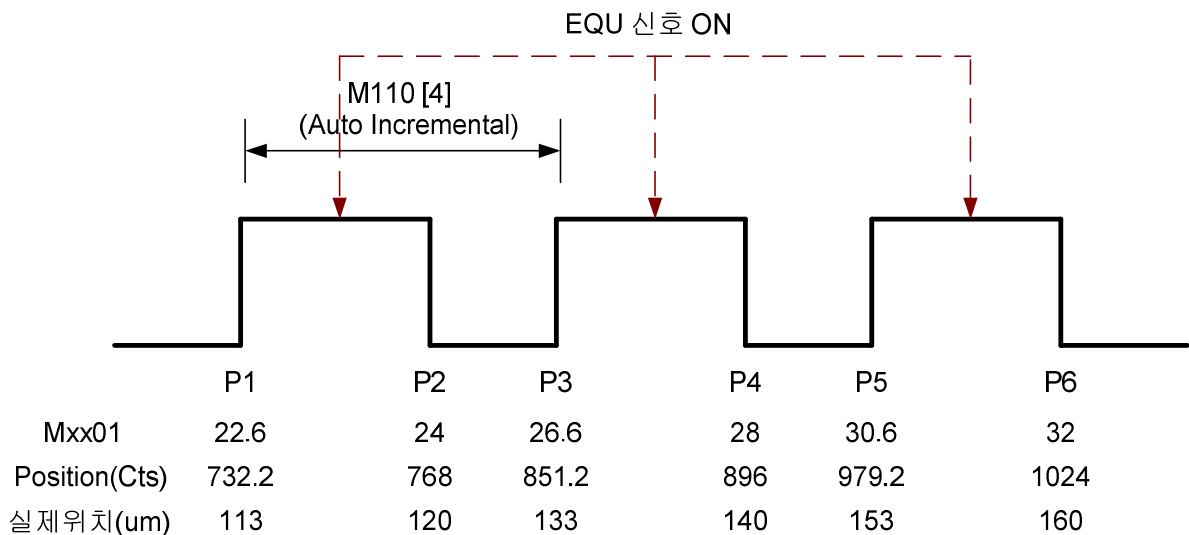 EQU 신호 ON
M110 [4]
(Auto Incremental)
P1 P2 P3 P4 P5 P6
Mxx01 22.6 24 26.6 28 30.6 32
Position(Cts) 732.2 768 851.2 896 979.2 1024
실제위치(um) 113 120 133 140 153 160